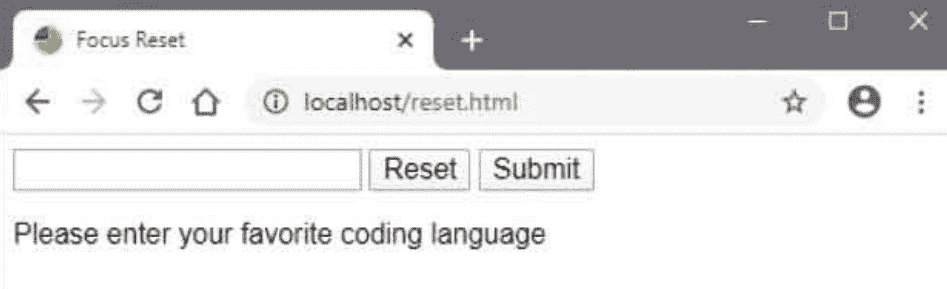 Focus Reset
localhost/reset.html
Reset Submit
Please enter your favorite coding language